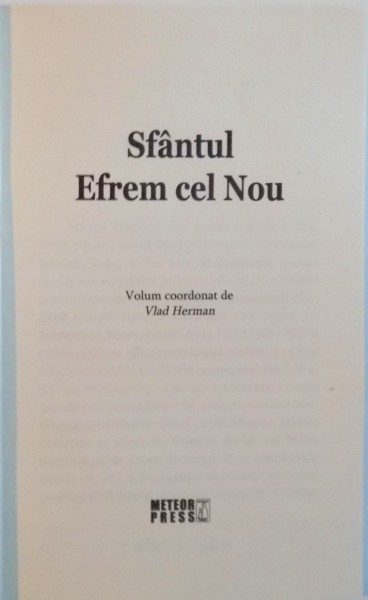 Sfântul
Efrem cel Nou
Volum coordonat de
Vlad Herman
METEOR
PRESS